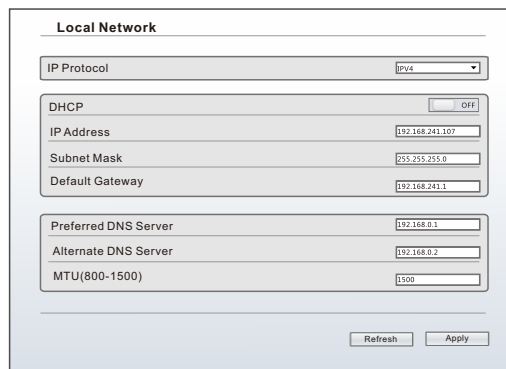 Local Network
IP Protocol IPV4
DHCP OFF
IP Address 192.168.241.107
Subnet Mask 255.255.255.0
Default Gateway 192.168.241.1
Preferred DNS Server 192.168.0.1
Alternate DNS Server 192.168.0.2
MTU(800-1500) 1500
Refresh Apply